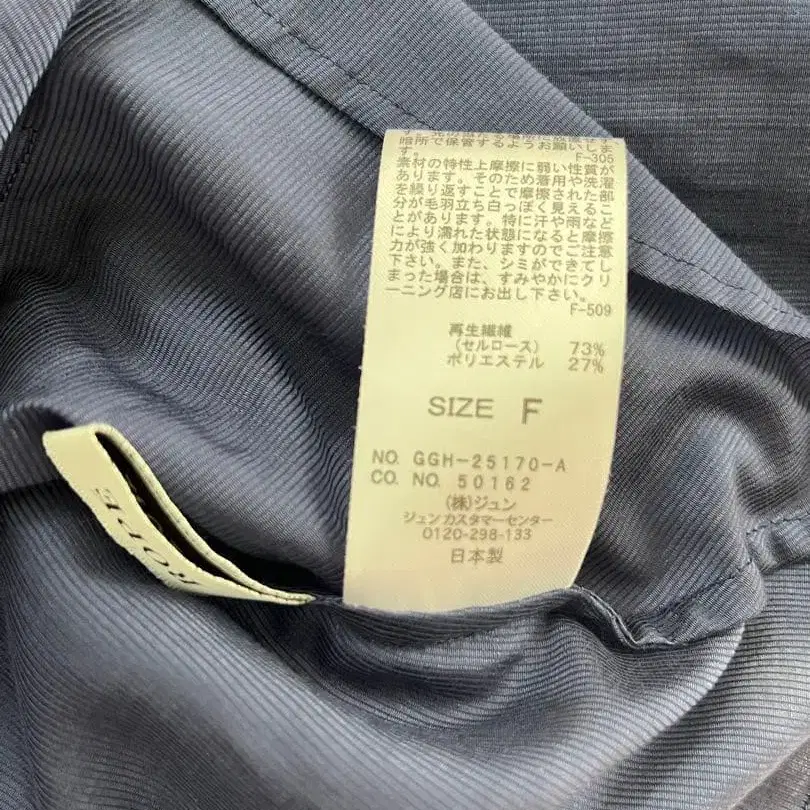 暗所で保管するようお願いしま
す。 F-305
素材の特性上摩擦に弱い性質が
あります。そのため着用や洗濯
を繰り返すことで摩擦されたる部
分が毛羽立ち白っぽく見えるこ
とがあります。特に汗や雨など
により濡れた状態になると摩擦
力が強く加わりますのでご注意
下さい。また、シミができてし
まった場合は、すみやかにクリ
ーニング店にお出し下さい。
F-509
再生繊維
(セルロース) 73%
ポリエステル 27%
SIZE F
NO. GGH-25170-A
CO. NO. 50162
(株)ジュン
ジュンカスタマーセンター
0120-298-133
日本製
ROPE